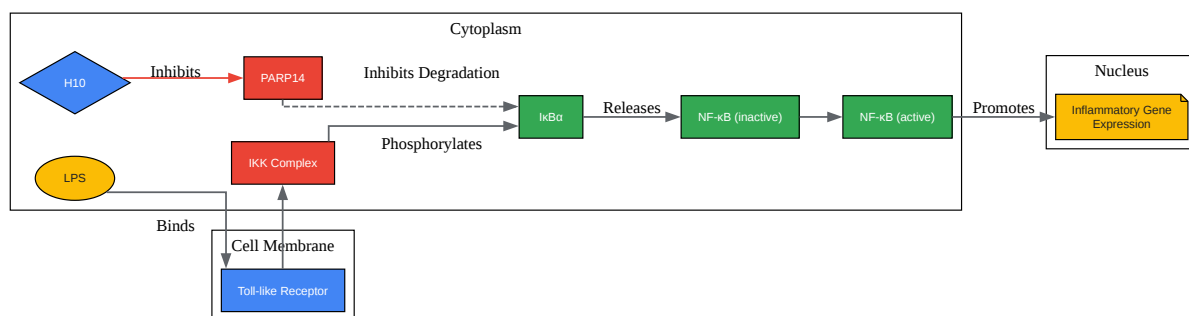 Cytoplasm
H10
Inhibits
PARP14
Inhibits Degradation
IκBα
Releases
NF-κB (inactive)
NF-κB (active)
Promotes
Nucleus
Inflammatory Gene
Expression
Phosphorylates
IKK Complex
LPS
Binds
Cell Membrane
Toll-like Receptor